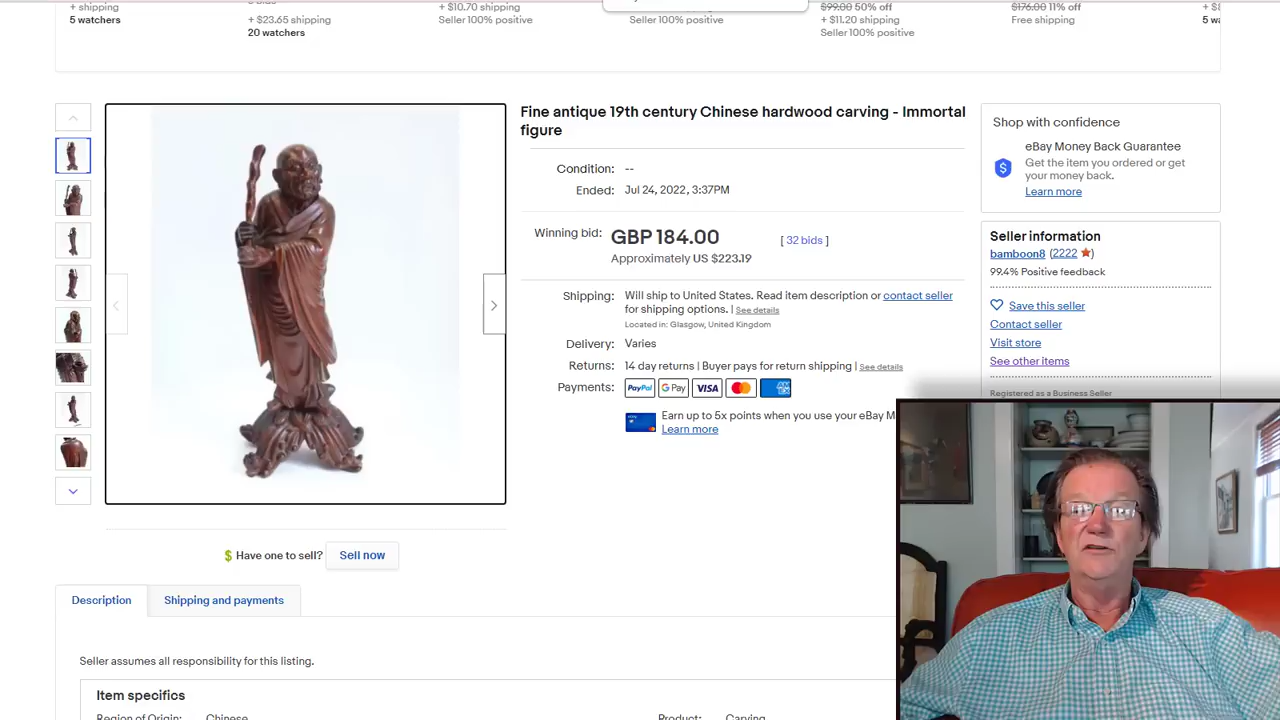 + shipping
5 watchers
+ $23.65 shipping
20 watchers
+ $10.70 shipping
Seller 100% positive
+ shipping
Seller 100% positive
$99.00 50% off
+ $11.20 shipping
Seller 100% positive
$176.00 11% off
Free shipping
Fine antique 19th century Chinese hardwood carving - Immortal
figure
Condition: --
Ended: Jul 24, 2022, 3:37PM
Winning bid: GBP 184.00 [ 32 bids ]
Approximately US $223.19
Shipping: Will ship to United States. Read item description or contact seller
for shipping options. | See details
Located in: Glasgow, United Kingdom
Delivery: Varies
Returns: 14 day returns | Buyer pays for return shipping | See details
Payments: PayPal G Pay VISA
Earn up to 5x points when you use your eBay M
Learn more
Shop with confidence
eBay Money Back Guarantee
Get the item you ordered or get
your money back.
Learn more
Seller information
bamboon8 (2222 )
99.4% Positive feedback
Save this seller
Contact seller
Visit store
See other items
Registered as a Business Seller
$ Have one to sell? Sell now
Description Shipping and payments
Seller assumes all responsibility for this listing.
Item specifics
Region of Origin: Chinese Product: Carving